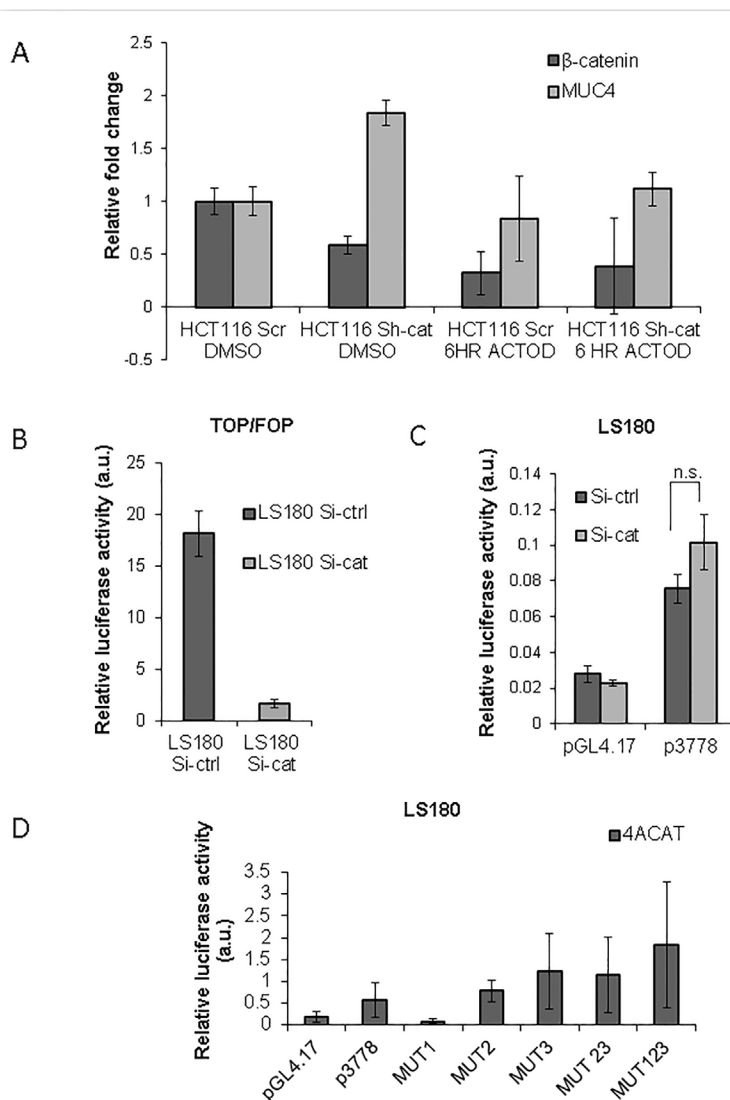 A
Relative fold change
2.5
2
1.5
1
0.5
0
-0.5
β-catenin
MUC4
HCT116 Scr
DMSO
HCT116 Sh-cat
DMSO
HCT116 Scr
6HR ACTOD
HCT116 Sh-cat
6 HR ACTOD
B
TOP/FOP
Relative luciferase activity (a.u.)
25
20
15
10
5
0
LS180 Si-ctrl
LS180 Si-cat
LS180
Si-ctrl
LS180
Si-cat
C
LS180
Relative luciferase activity (a.u.)
0.14
0.12
0.1
0.08
0.06
0.04
0.02
0
Si-ctrl
Si-cat
n.s.
pGL4.17
p3778
D
LS180
Relative luciferase activity
(a.u.)
3.5
3
2.5
2
1.5
1
0.5
0
4ACAT
pGL4.17
p3778
MUT1
MUT2
MUT3
MUT 23
MUT123